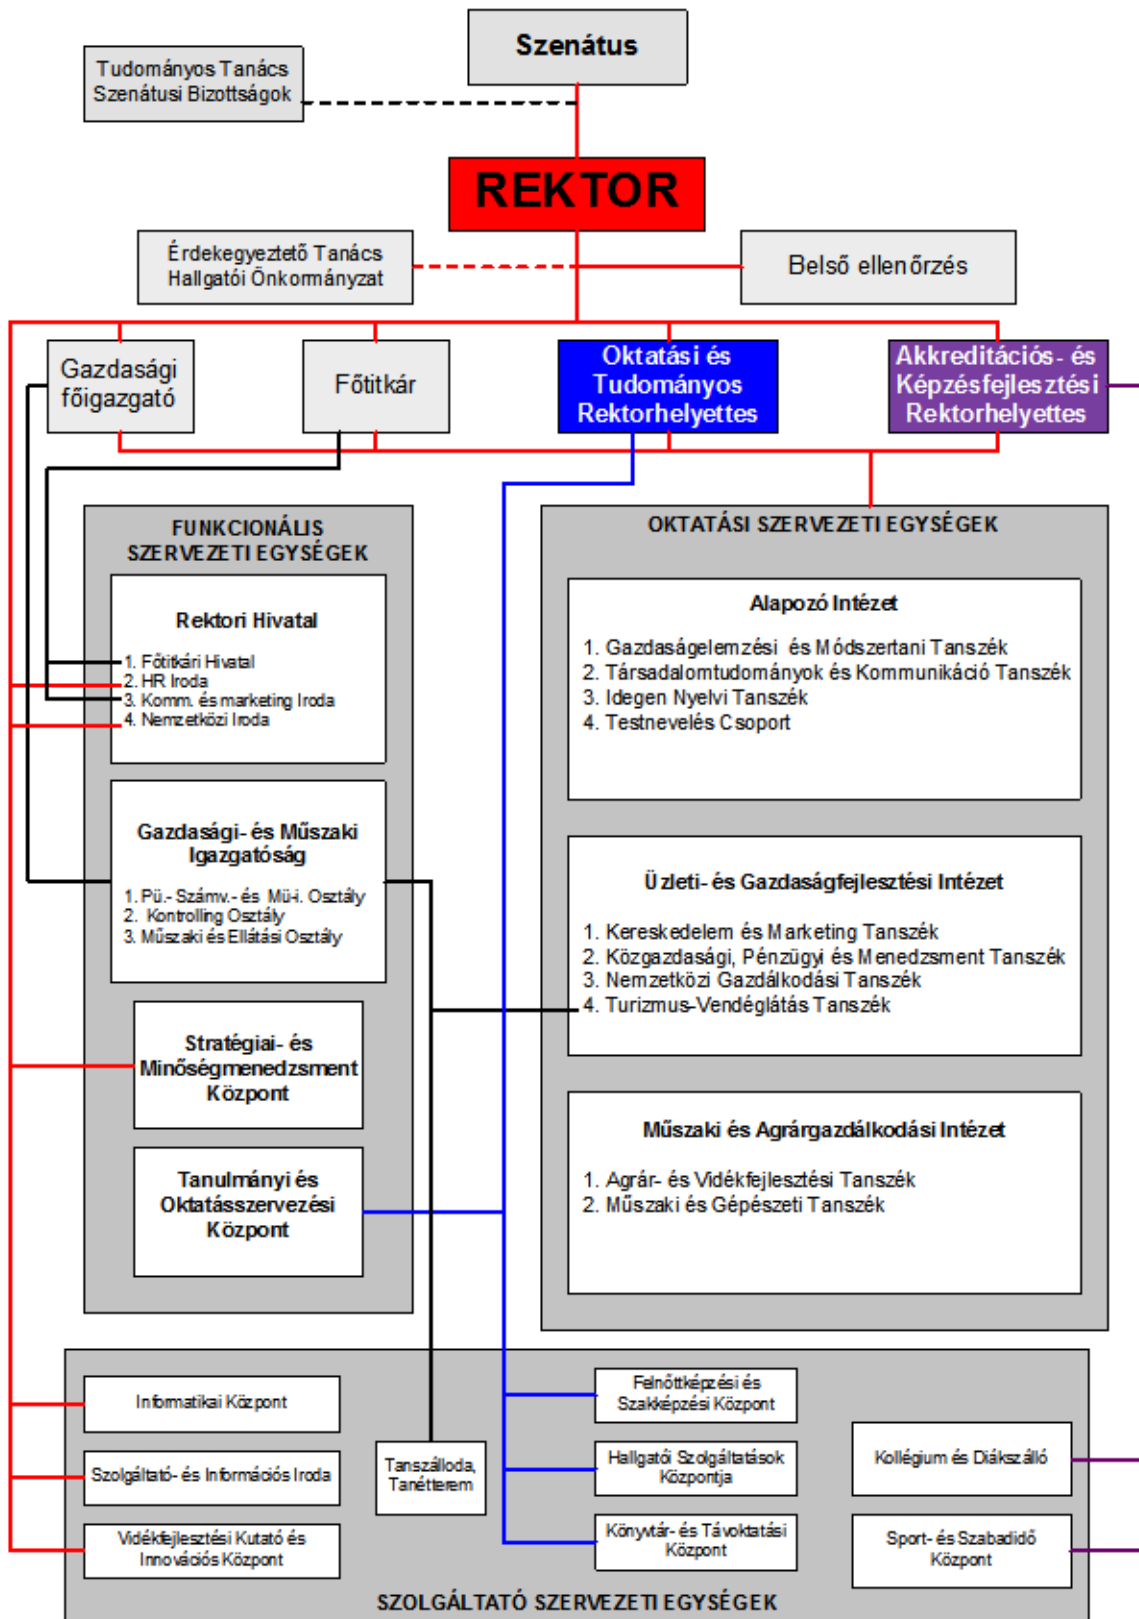 Szenátus
Tudományos Tanács
Szenátusi Bizottságok
REKTOR
Érdekegyeztető Tanács
Hallgatói Önkormányzat
Belső ellenőrzés
Gazdasági
főigazgató
Főtitkár
Oktatási és
Tudományos
Rektorhelyettes
Akkreditációs- és
Képzésfejlesztési
Rektorhelyettes
FUNKCIONÁLIS
SZERVEZETI EGYSÉGEK
Rektori Hivatal
1. Főtitkári Hivatal
2. HR Iroda
3. Komm. és marketing Iroda
4. Nemzetközi Iroda
Gazdasági- és Műszaki
Igazgatóság
1. Pü.- Számv.- és Mü-i. Osztály
2. Kontrolling Osztály
3. Műszaki és Ellátási Osztály
Stratégiai- és
Minőségmenedzsment
Központ
Tanulmányi és
Oktatásszervezési
Központ
OKTATÁSI SZERVEZETI EGYSÉGEK
Alapozó Intézet
1. Gazdaságelemzési és Módszertani Tanszék
2. Társadalomtudományok és Kommunikáció Tanszék
3. Idegen Nyelvi Tanszék
4. Testnevelés Csoport
Üzleti- és Gazdaságfejlesztési Intézet
1. Kereskedelem és Marketing Tanszék
2. Közgazdasági, Pénzügyi és Menedzsment Tanszék
3. Nemzetközi Gazdálkodási Tanszék
4. Turizmus-Vendéglátás Tanszék
Műszaki és Agrárgazdálkodási Intézet
1. Agrár- és Vidékfejlesztési Tanszék
2. Műszaki és Gépészeti Tanszék
Informatikai Központ
Szolgáltató- és Információs Iroda
Vidékfejlesztési Kutató és
Innovációs Központ
Tanszálloda,
Tanétterem
Felnőttképzési és
Szakképzési Központ
Hallgatói Szolgáltatások
Központja
Könyvtár- és Távoktatási
Központ
Kollégium és Diákszálló
Sport- és Szabadidő
Központ
SZOLGÁLTATÓ SZERVEZETI EGYSÉGEK